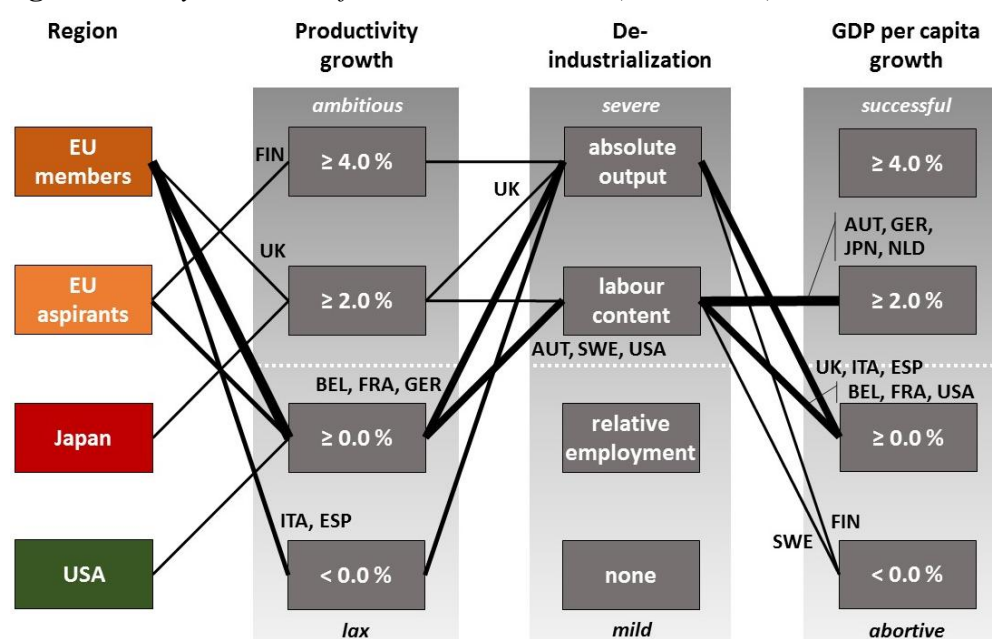 Region
Productivity
growth
De-
industrialization
GDP per capita
growth
ambitious
severe
successful
EU
members
FIN
≥ 4.0 %
UK
absolute
output
≥ 4.0 %
AUT, GER,
JPN, NLD
EU
aspirants
UK
≥ 2.0 %
labour
content
≥ 2.0 %
AUT, SWE, USA
BEL, FRA, GER
UK, ITA, ESP
BEL, FRA, USA
Japan
≥ 0.0 %
relative
employment
≥ 0.0 %
ITA, ESP
FIN
SWE
USA
< 0.0 %
none
< 0.0 %
lax
mild
abortive